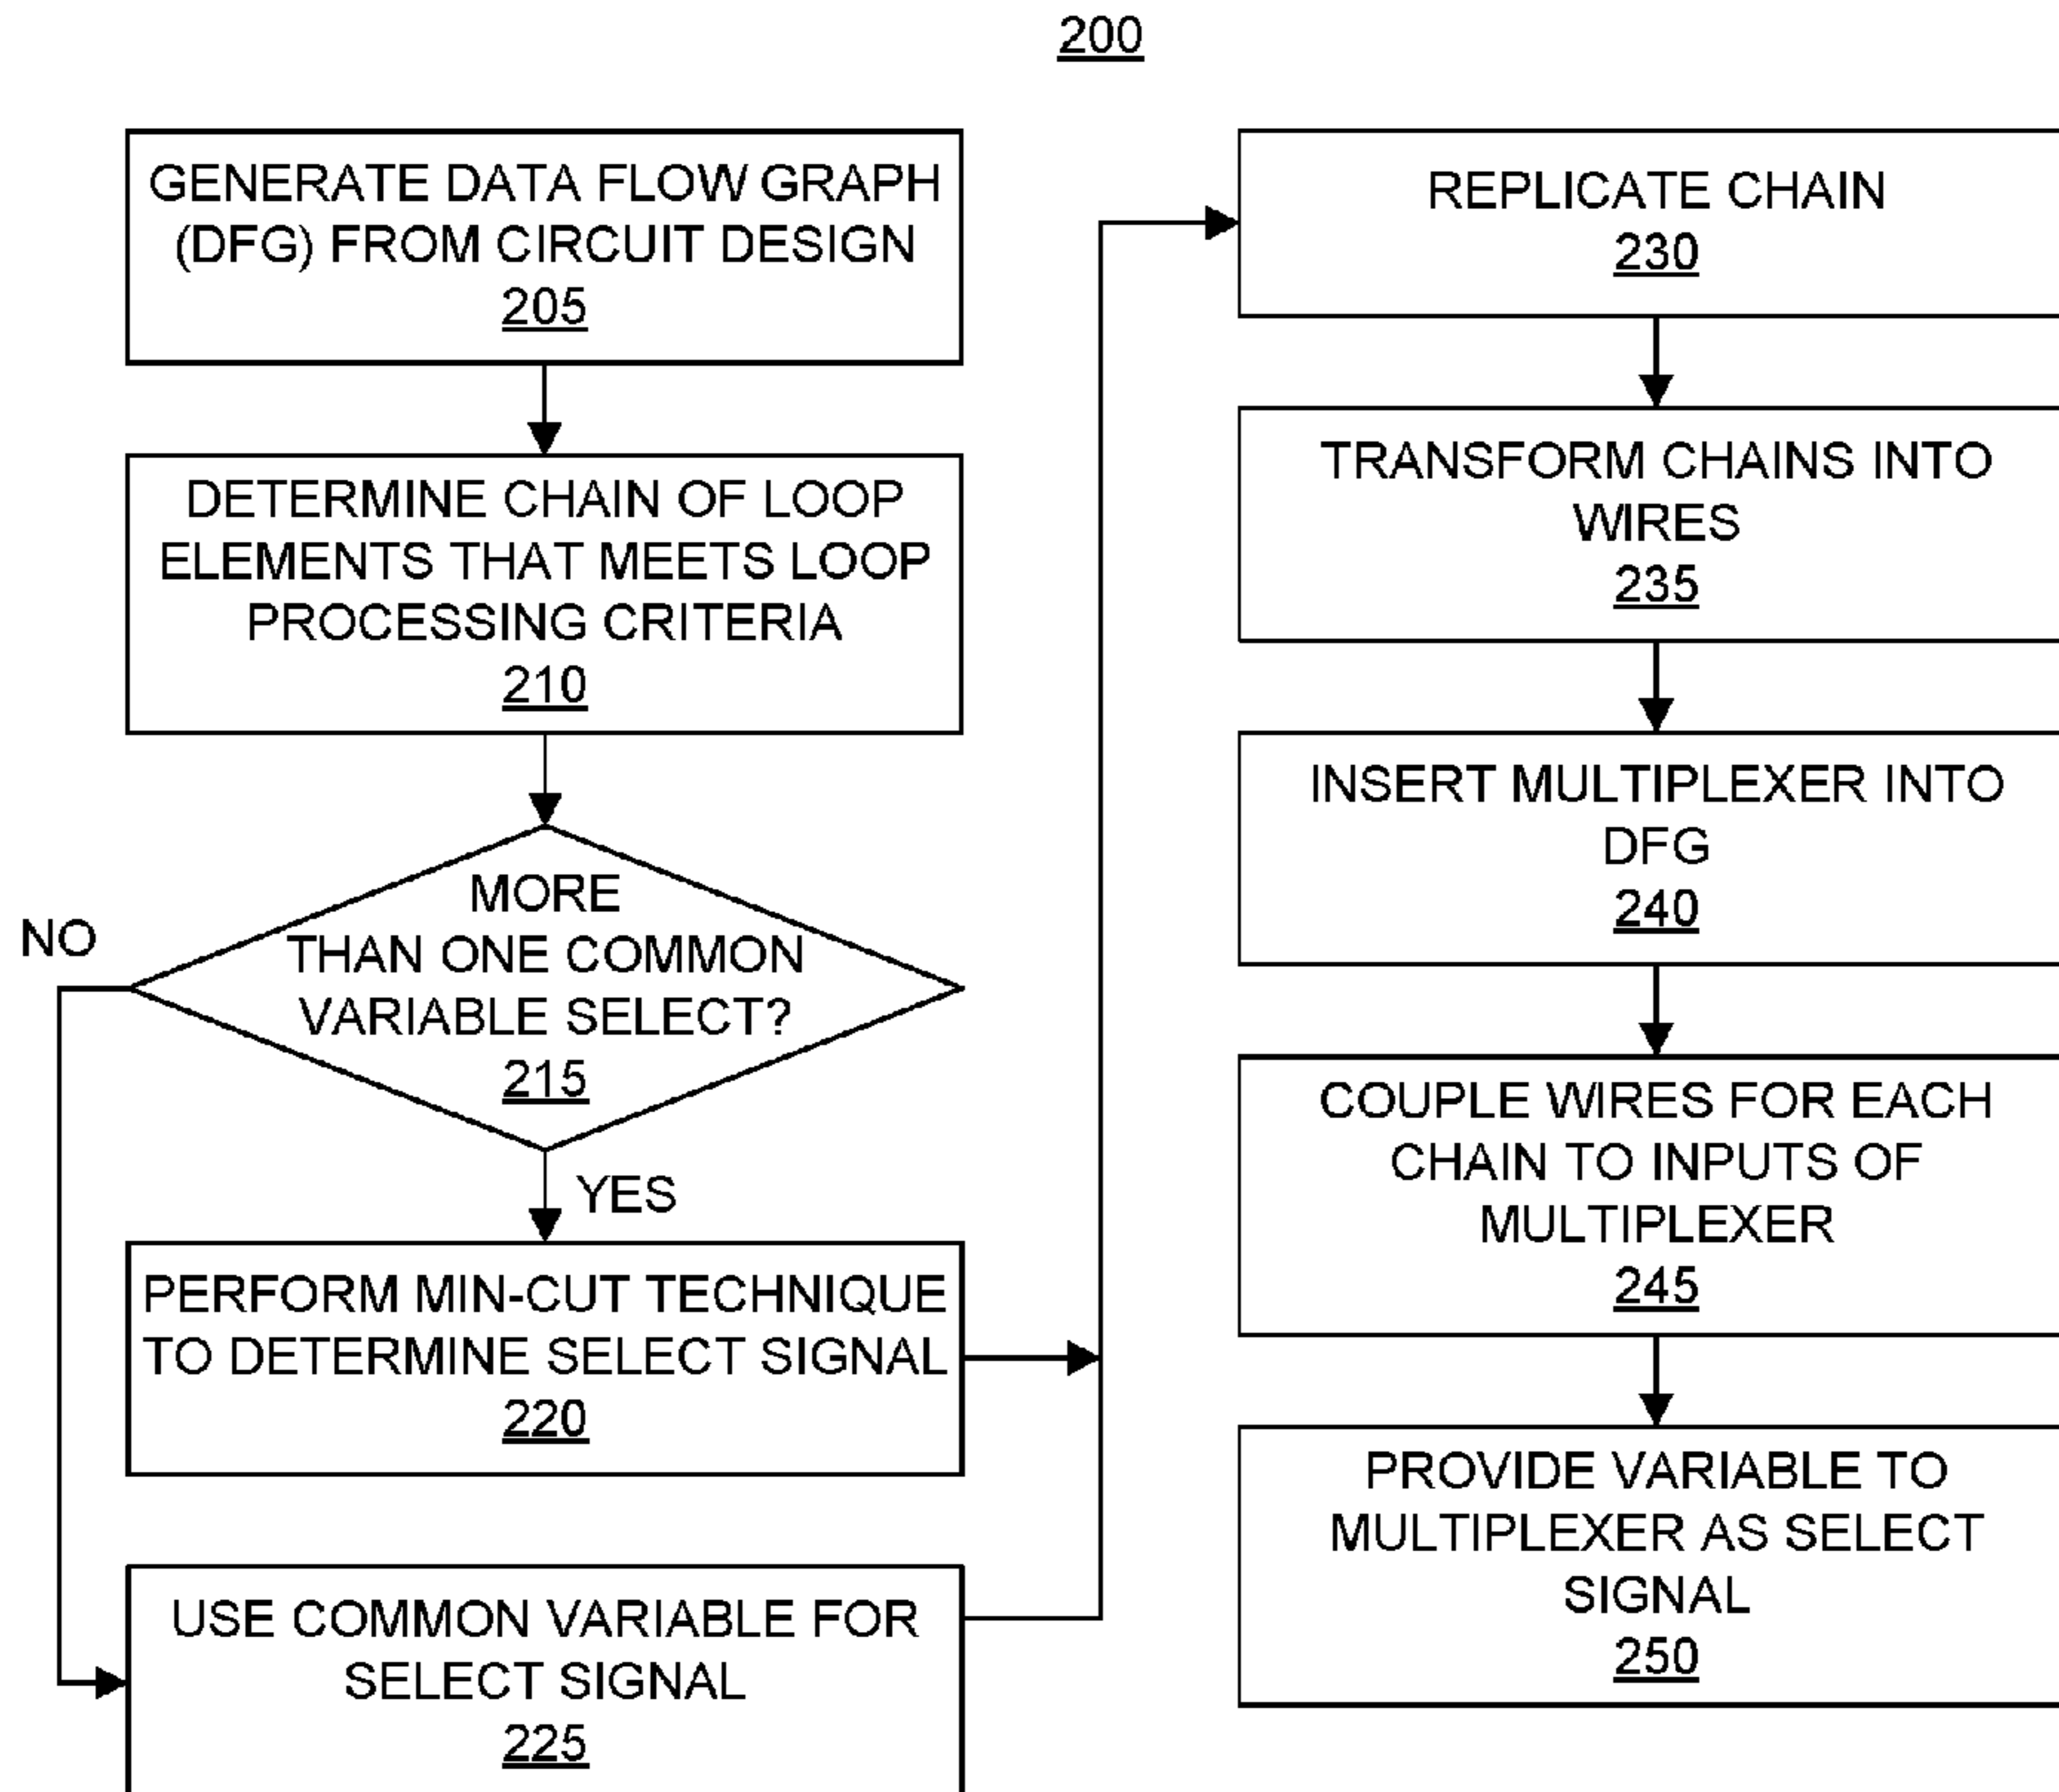 200
GENERATE DATA FLOW GRAPH
(DFG) FROM CIRCUIT DESIGN
205
DETERMINE CHAIN OF LOOP
ELEMENTS THAT MEETS LOOP
PROCESSING CRITERIA
210
MORE
THAN ONE COMMON
VARIABLE SELECT?
215
NO
YES
PERFORM MIN-CUT TECHNIQUE
TO DETERMINE SELECT SIGNAL
220
USE COMMON VARIABLE FOR
SELECT SIGNAL
225
REPLICATE CHAIN
230
TRANSFORM CHAINS INTO
WIRES
235
INSERT MULTIPLEXER INTO
DFG
240
COUPLE WIRES FOR EACH
CHAIN TO INPUTS OF
MULTIPLEXER
245
PROVIDE VARIABLE TO
MULTIPLEXER AS SELECT
SIGNAL
250